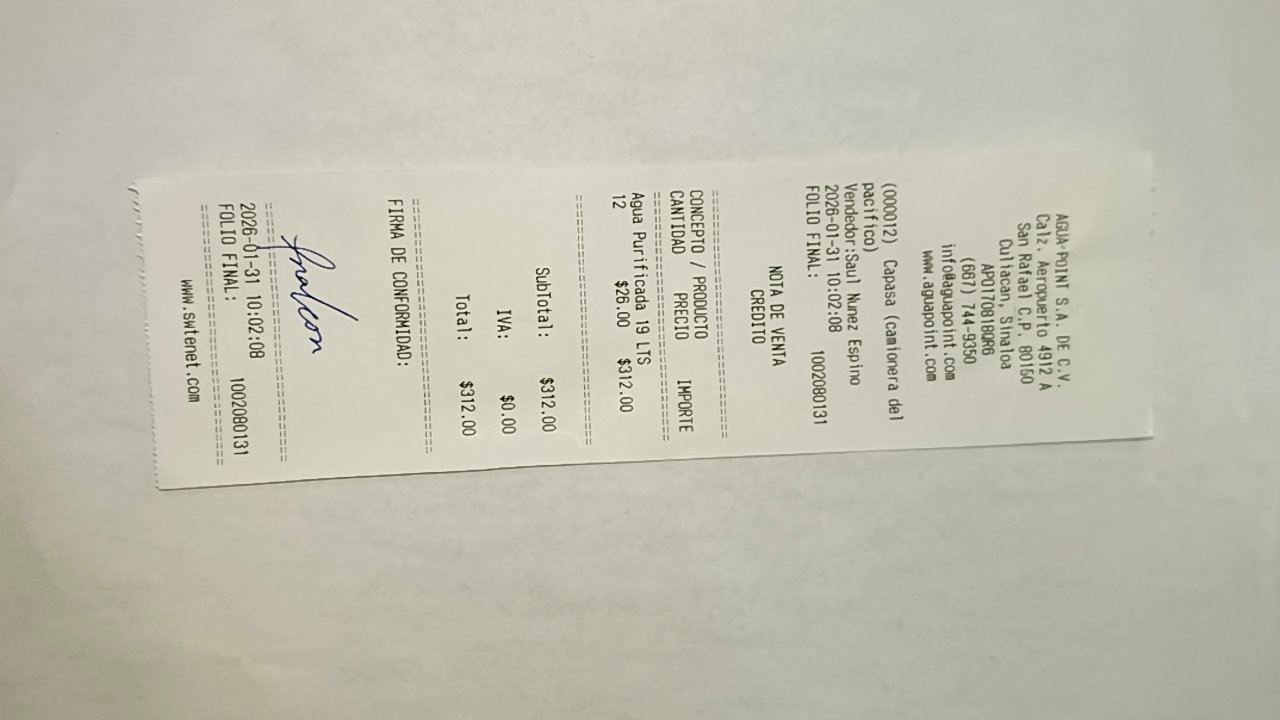 AGUA-POINT S.A. DE C.V.
Calz. Aeropuerto 4912 A
San Rafael C.P. 80150
Culiacan, Sinaloa
APO170818QR6
(667) 744-9350
info@aguapoint.com
www.aguapoint.com
(000012) Capasa (camionera del
pacifico)
Vendedor:Saul Nunez Espino
2026-01-31 10:02:08
FOLIO FINAL: 1002080131
NOTA DE VENTA
CREDITO
==============================
CONCEPTO / PRODUCTO
CANTIDAD PRECIO IMPORTE
==============================
Agua Purificada 19 LTS
12 $26.00 $312.00
==============================
SubTotal: $312.00
IVA: $0.00
Total: $312.00
==============================
FIRMA DE CONFORMIDAD:
==============================
2026-01-31 10:02:08
FOLIO FINAL: 1002080131
==============================
www.swtenet.com